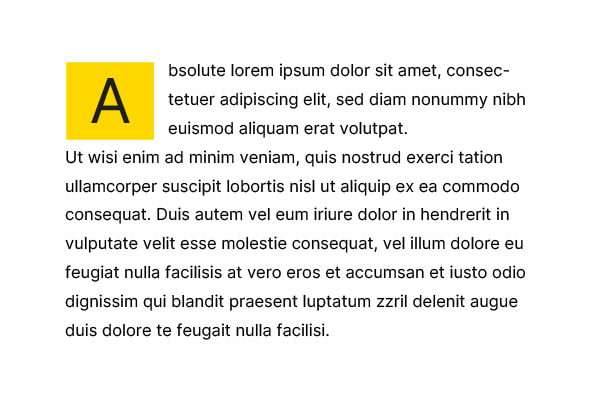 Absolute lorem ipsum dolor sit amet, consec-
tetuer adipiscing elit, sed diam nonummy nibh
euismod aliquam erat volutpat.
Ut wisi enim ad minim veniam, quis nostrud exerci tation
ullamcorper suscipit lobortis nisl ut aliquip ex ea commodo
consequat. Duis autem vel eum iriure dolor in hendrerit in
vulputate velit esse molestie consequat, vel illum dolore eu
feugiat nulla facilisis at vero eros et accumsan et iusto odio
dignissim qui blandit praesent luptatum zzril delenit augue
duis dolore te feugait nulla facilisi.